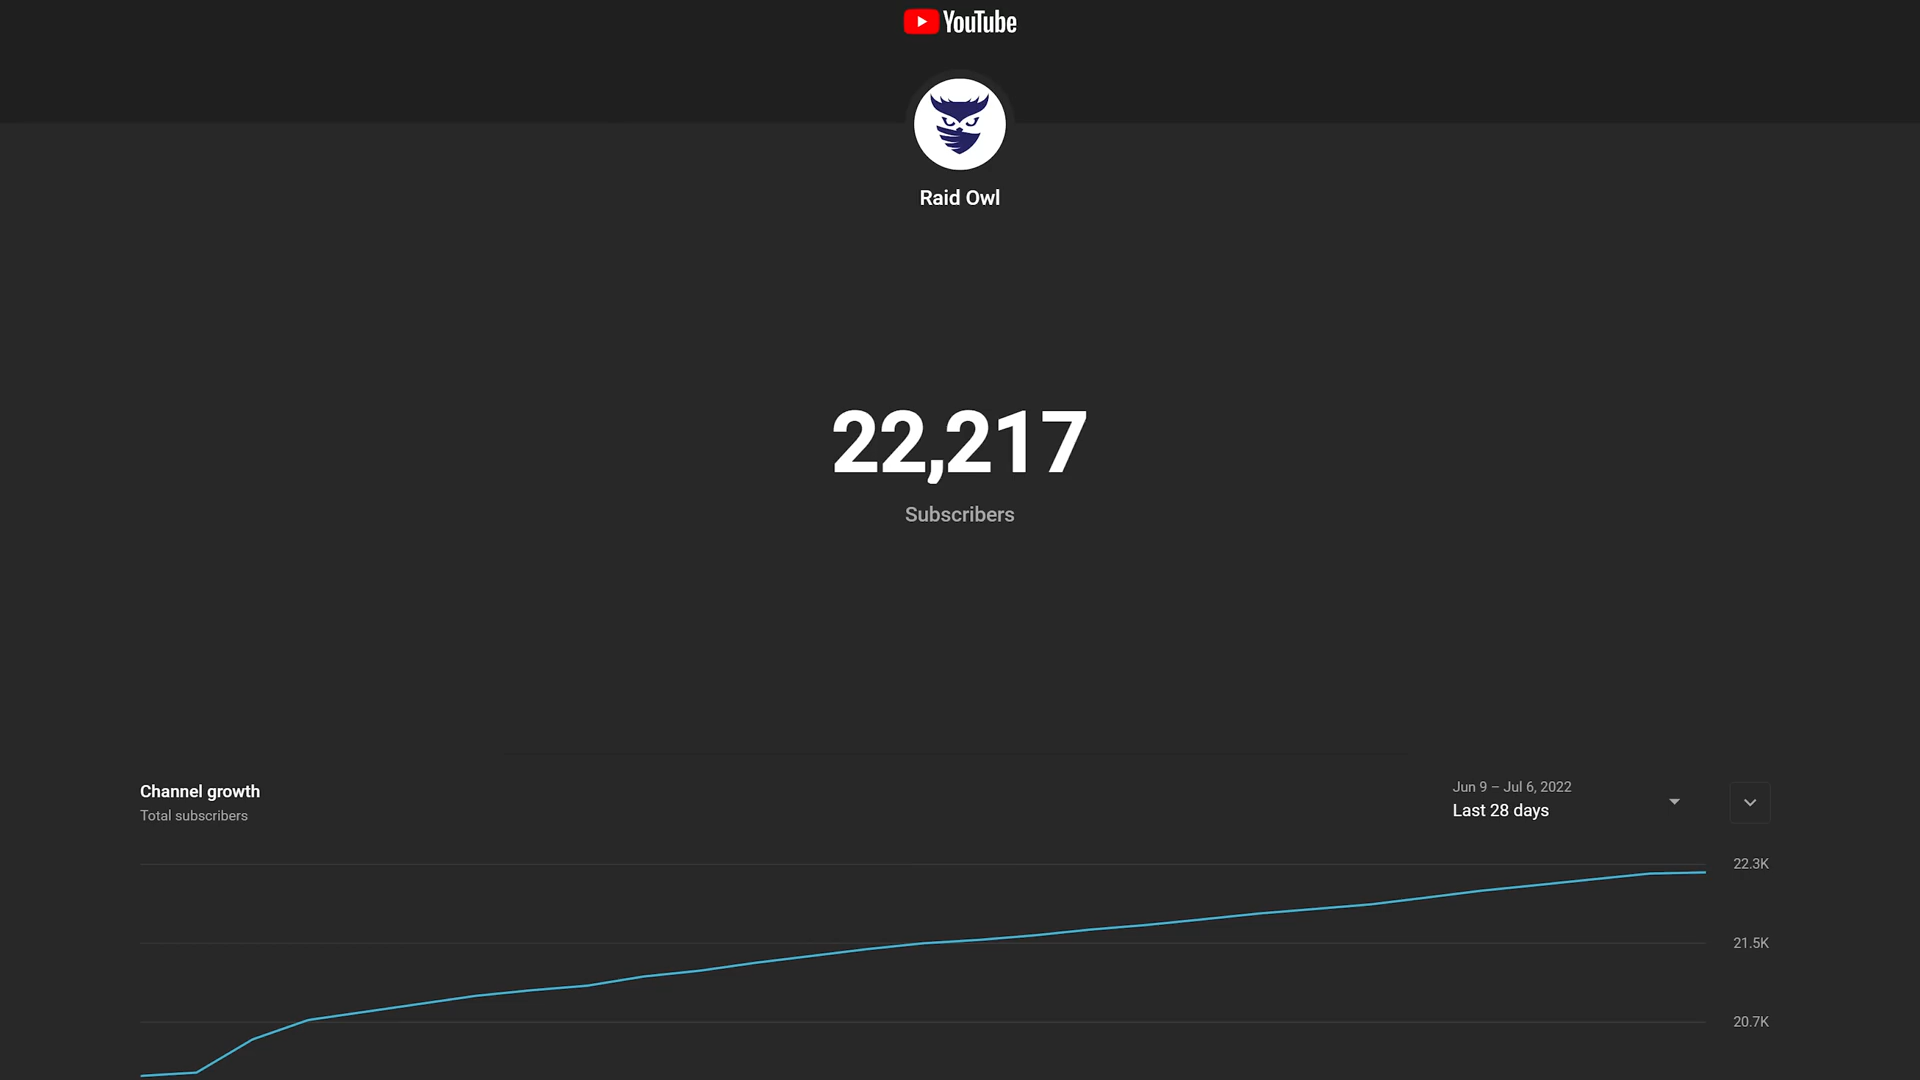 YouTube
Raid Owl
22,217
Subscribers
Channel growth
Total subscribers
Jun 9 – Jul 6, 2022
Last 28 days
22.3K
21.5K
20.7K